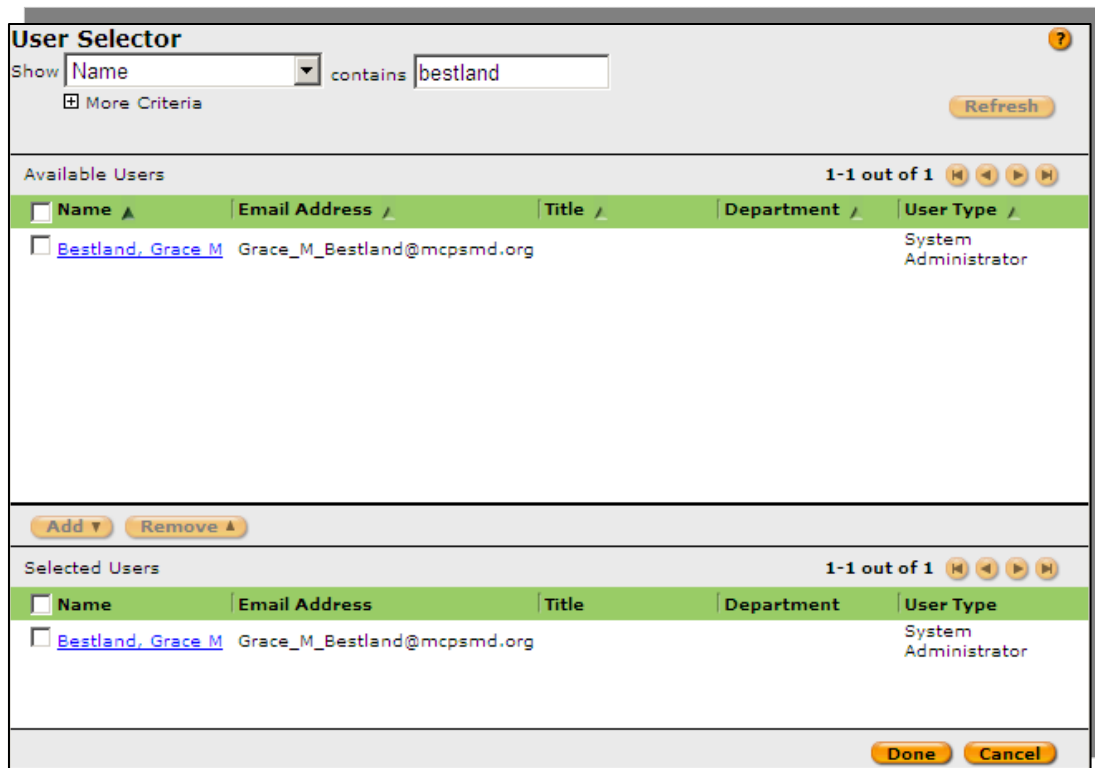 User Selector ?
Show Name contains bestland
More Criteria
Refresh
Available Users 1-1 out of 1
Name Email Address Title Department User Type
Bestland, Grace M Grace_M_Bestland@mcpsmd.org System
Administrator
Add Remove
Selected Users 1-1 out of 1
Name Email Address Title Department User Type
Bestland, Grace M Grace_M_Bestland@mcpsmd.org System
Administrator
Done Cancel